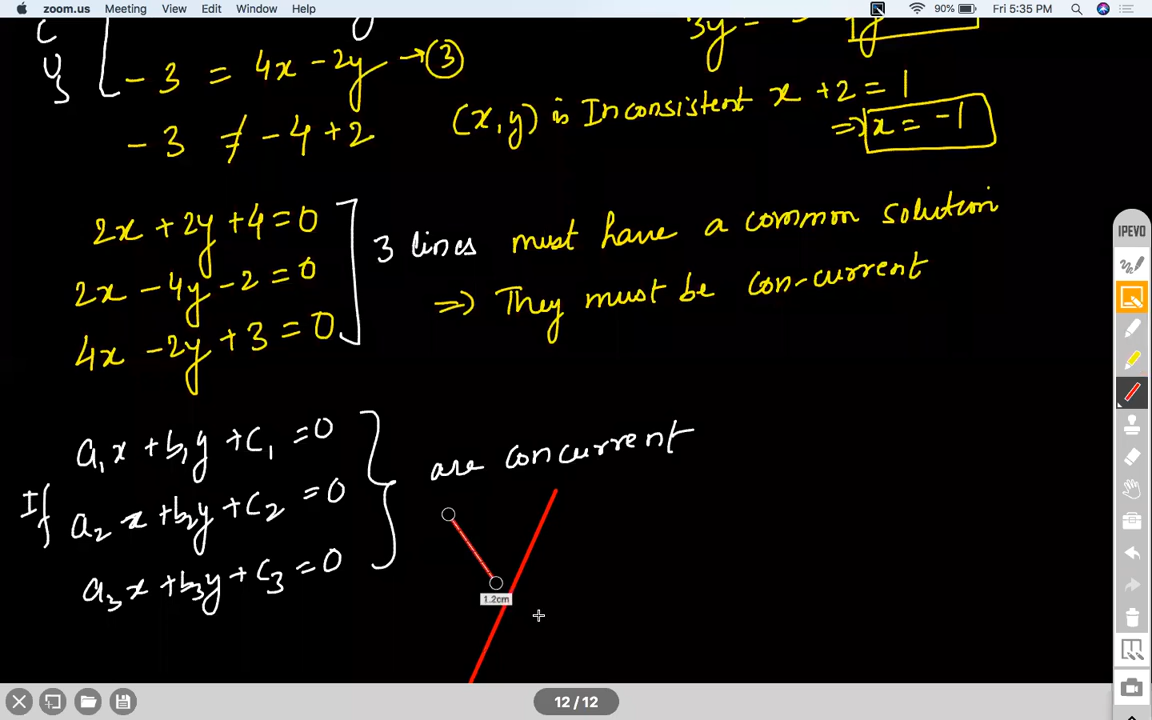 zoom.us Meeting View Edit Window Help 90% Fri 5:35 PM
3y =
- 3 = 4x - 2y → ③
(x,y) is Inconsistent x + 2 = 1
- 3 ≠ - 4 + 2
⇒ x = -1
2x + 2y + 4 = 0
2x - 4y - 2 = 0
4x - 2y + 3 = 0
3 lines must have a common solution
⇒ They must be con-current
If
a₁x + b₁y + c₁ = 0
a₂x + b₂y + c₂ = 0
a₃x + b₃y + c₃ = 0
are concurrent
1.2cm
IPEVO
12 / 12